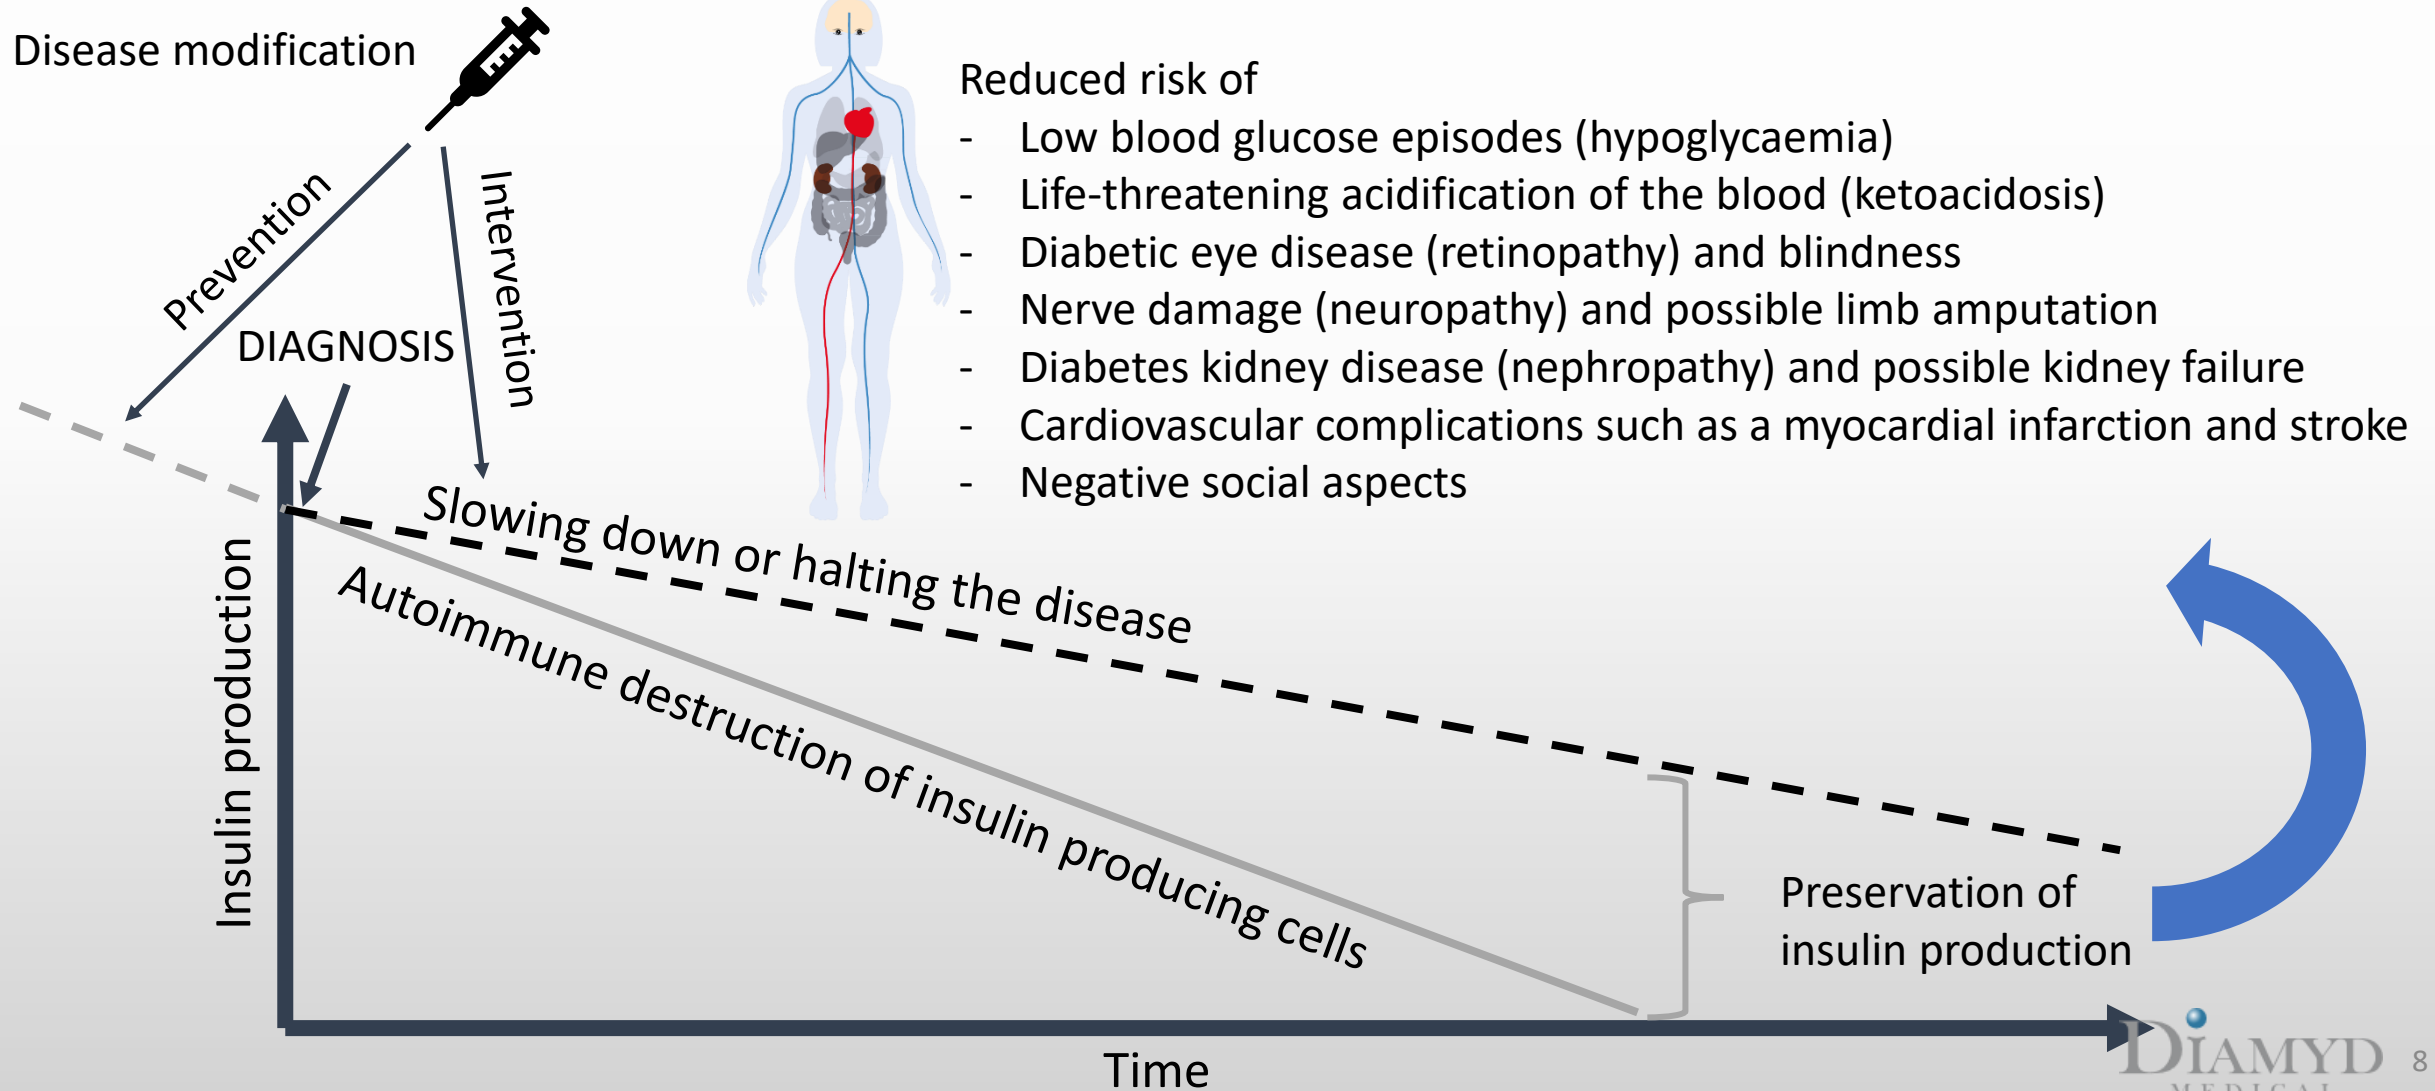 Disease modification
Prevention
Intervention
DIAGNOSIS
Reduced risk of
- Low blood glucose episodes (hypoglycaemia)
- Life-threatening acidification of the blood (ketoacidosis)
- Diabetic eye disease (retinopathy) and blindness
- Nerve damage (neuropathy) and possible limb amputation
- Diabetes kidney disease (nephropathy) and possible kidney failure
- Cardiovascular complications such as a myocardial infarction and stroke
- Negative social aspects
Slowing down or halting the disease
Autoimmune destruction of insulin producing cells
Insulin production
Preservation of
insulin production
Time
DIAMYD
MEDICAL
8